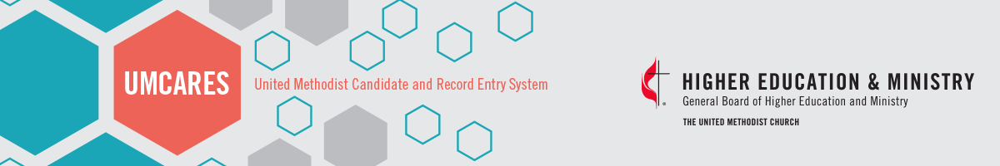 UMCARES
United Methodist Candidate and Record Entry System
HIGHER EDUCATION & MINISTRY
General Board of Higher Education and Ministry
THE UNITED METHODIST CHURCH